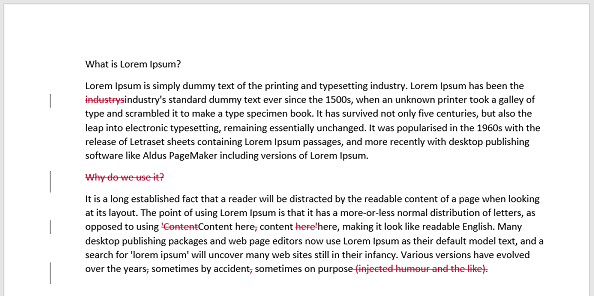 What is Lorem Ipsum?
Lorem Ipsum is simply dummy text of the printing and typesetting industry. Lorem Ipsum has been the
industrysindustry's standard dummy text ever since the 1500s, when an unknown printer took a galley of
type and scrambled it to make a type specimen book. It has survived not only five centuries, but also the
leap into electronic typesetting, remaining essentially unchanged. It was popularised in the 1960s with the
release of Letraset sheets containing Lorem Ipsum passages, and more recently with desktop publishing
software like Aldus PageMaker including versions of Lorem Ipsum.
Why do we use it?
It is a long established fact that a reader will be distracted by the readable content of a page when looking
at its layout. The point of using Lorem Ipsum is that it has a more-or-less normal distribution of letters, as
opposed to using 'ContentContent here, content here'here, making it look like readable English. Many
desktop publishing packages and web page editors now use Lorem Ipsum as their default model text, and a
search for 'lorem ipsum' will uncover many web sites still in their infancy. Various versions have evolved
over the years, sometimes by accident, sometimes on purpose (injected humour and the like).